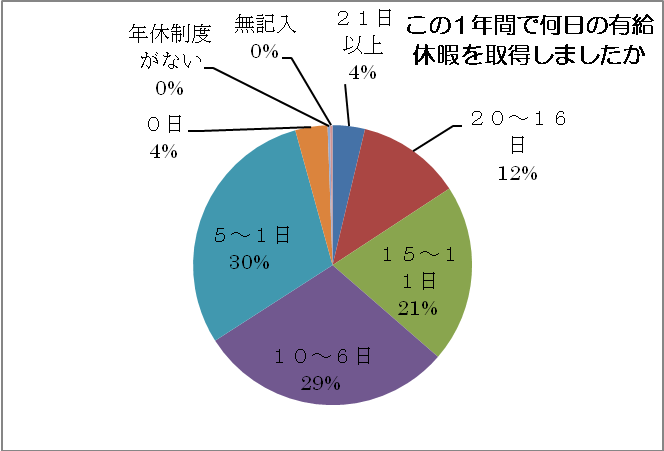 この１年間で何日の有給
休暇を取得しましたか
２１日
以上
4%
２０～１６
日
12%
１５～１
１日
21%
１０～６日
29%
５～１日
30%
０日
4%
年休制度
がない
0%
無記入
0%